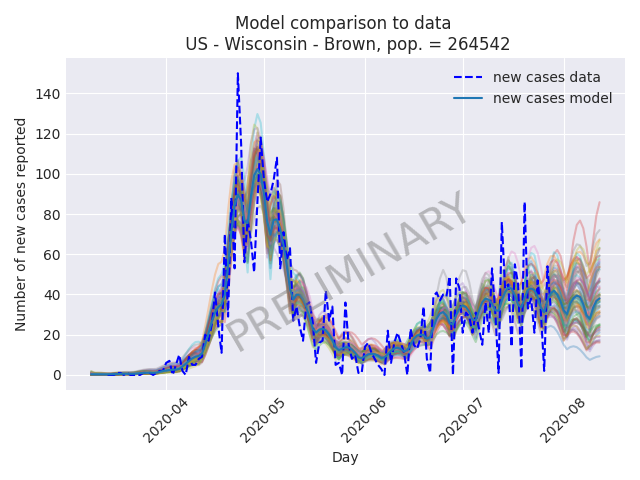 Model comparison to data
US - Wisconsin - Brown, pop. = 264542
new cases data
new cases model
Number of new cases reported
140
120
100
80
60
40
20
0
PRELIMINARY
2020-04
2020-05
2020-06
2020-07
2020-08
Day